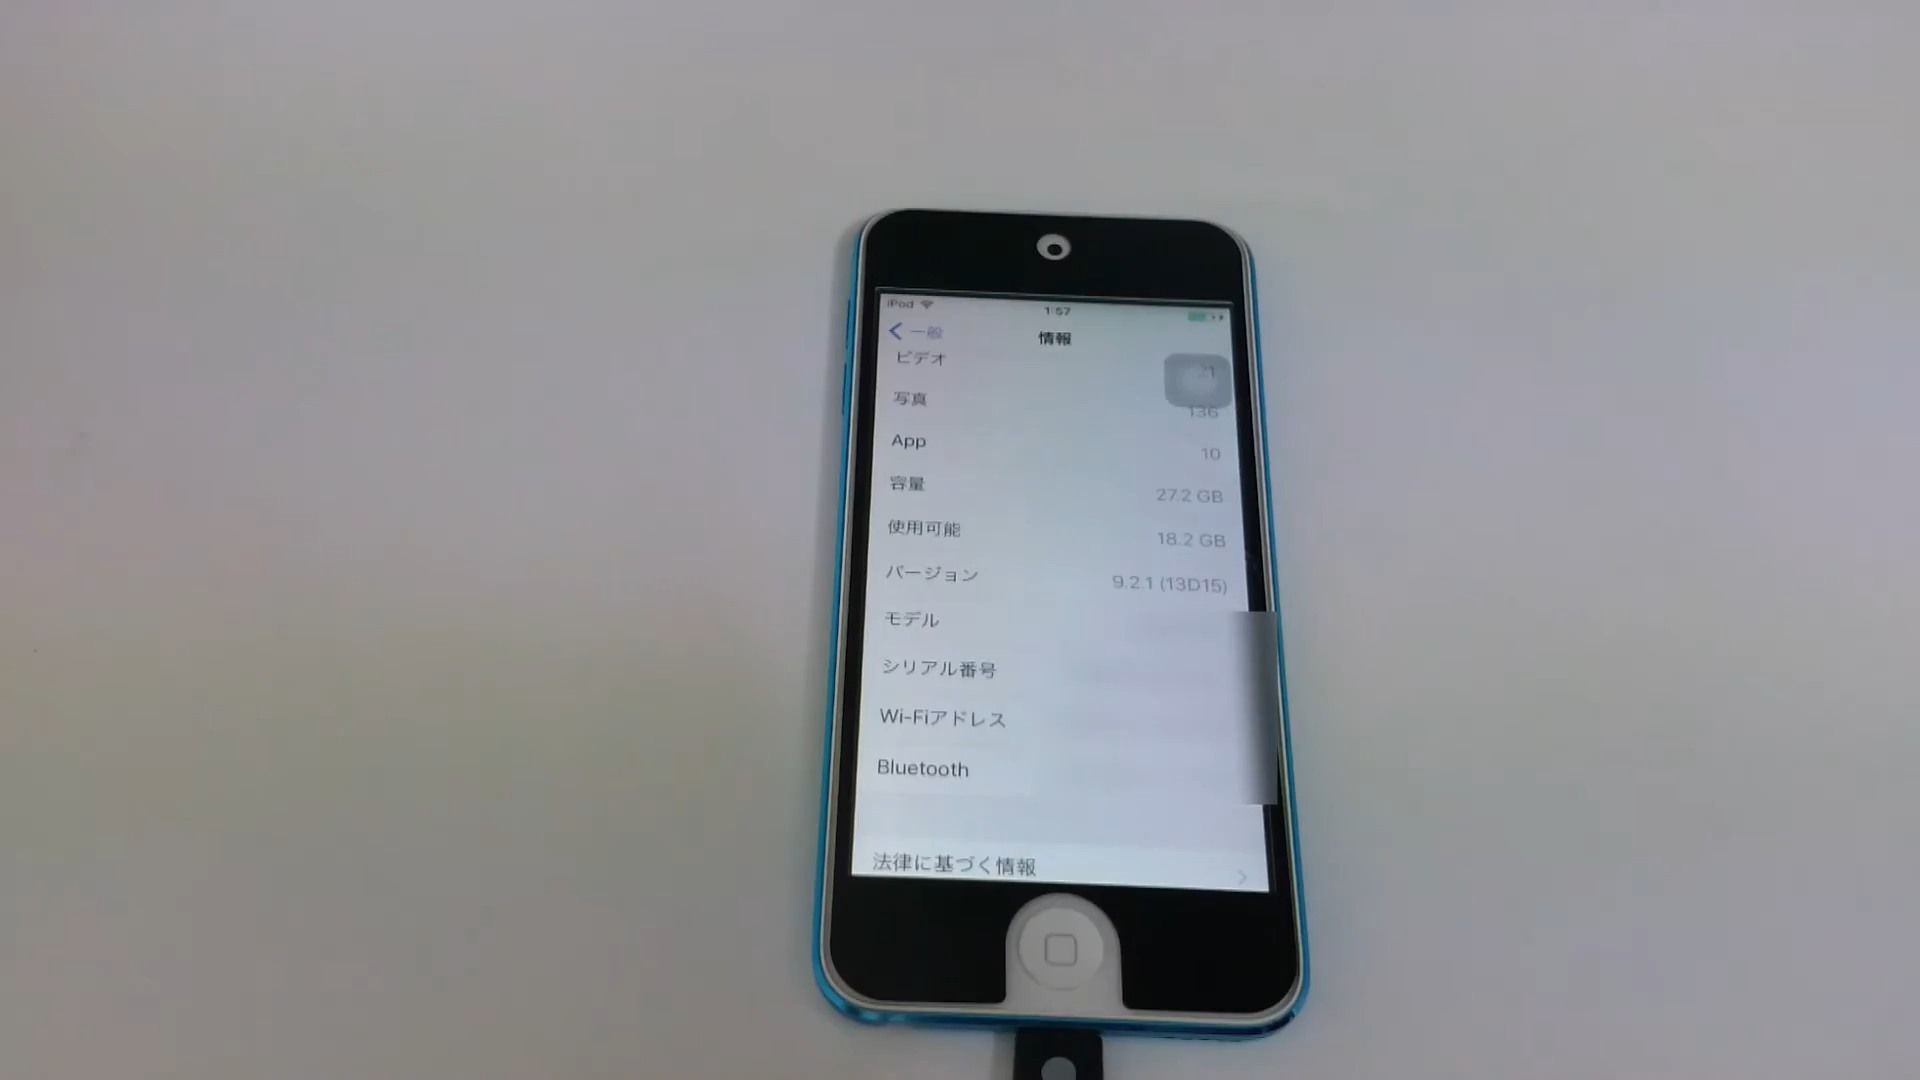 iPod
1:57
一般
情報
ビデオ 21
写真 136
App 10
容量 27.2 GB
使用可能 18.2 GB
バージョン 9.2.1 (13D15)
モデル
シリアル番号
Wi-Fiアドレス
Bluetooth
法律に基づく情報